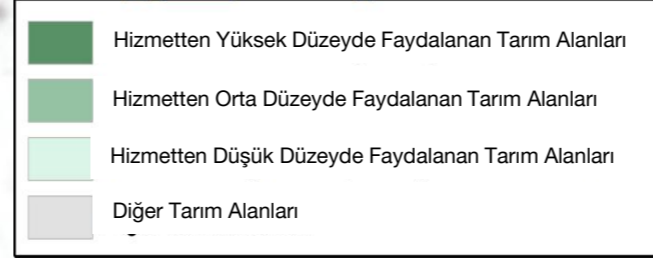 Hizmetten Yüksek Düzeyde Faydalanan Tarım Alanları
Hizmetten Orta Düzeyde Faydalanan Tarım Alanları
Hizmetten Düşük Düzeyde Faydalanan Tarım Alanları
Diğer Tarım Alanları